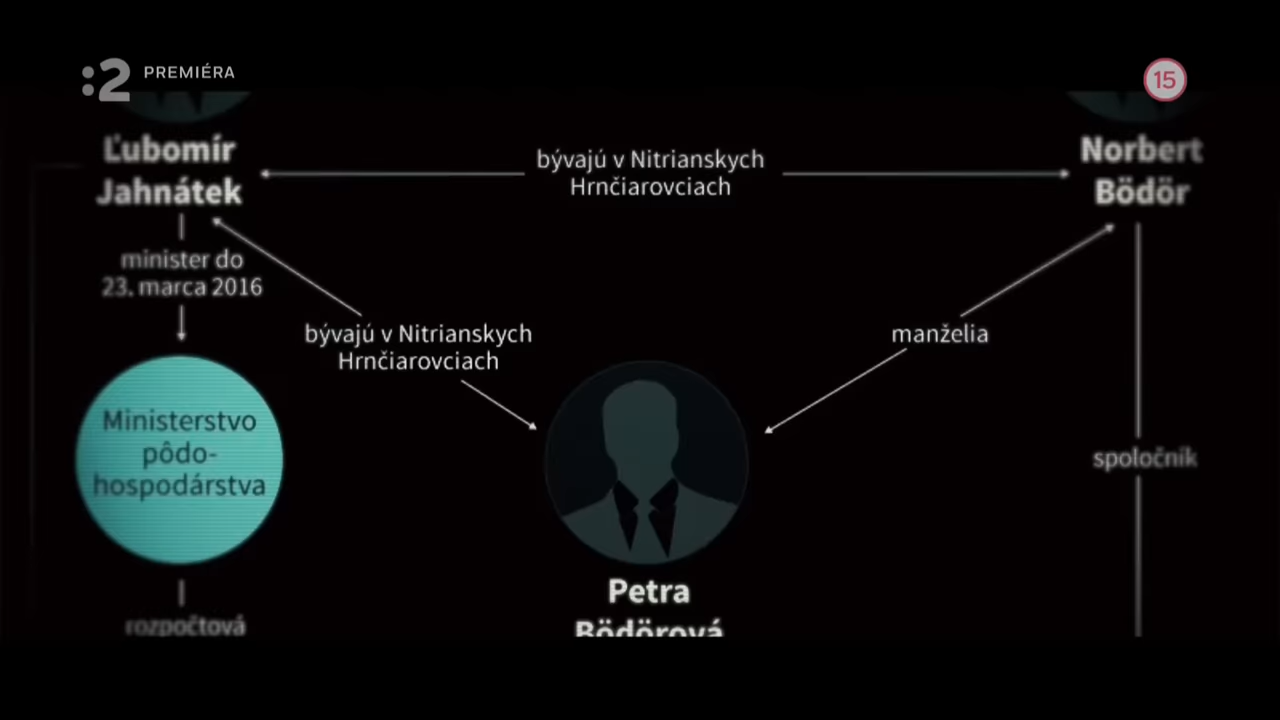 :2 PREMIÉRA
15
Ľubomír
Jahnátek
bývajú v Nitrianskych
Hrnčiarovciach
Norbert
Bödör
minister do
23. marca 2016
bývajú v Nitrianskych
Hrnčiarovciach
manželia
Ministerstvo
pôdo-
hospodárstva
spoločník
Petra
Bödörová
rozpočtová